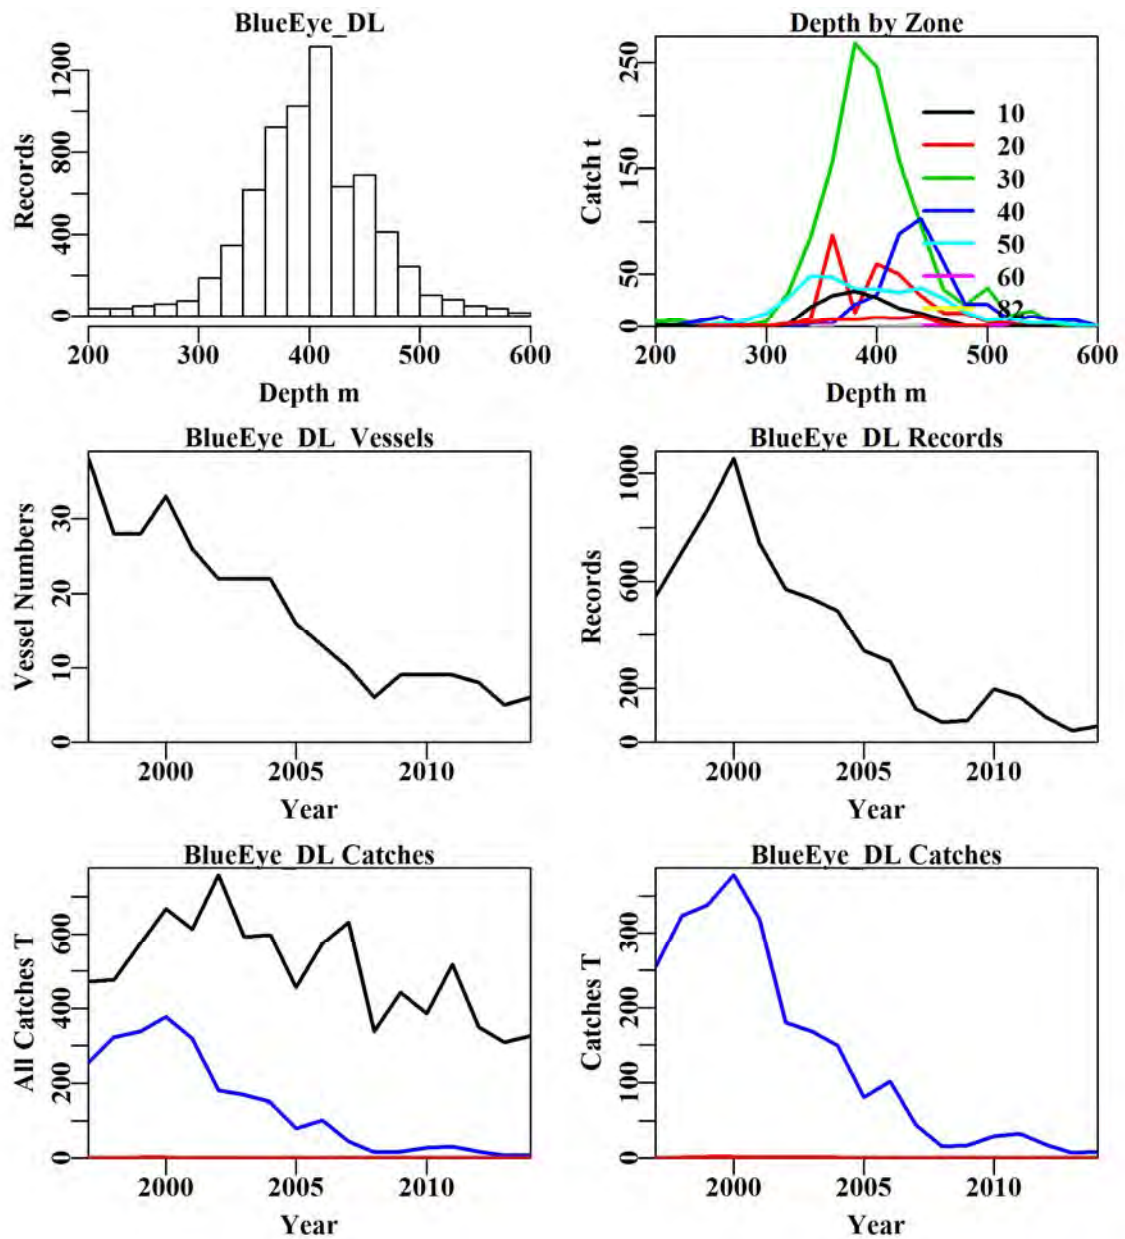 BlueEye_DL
Records
0 400 800 1200
200 300 400 500 600
Depth m
Depth by Zone
Catch t
0 50 150 250
10
20
30
40
50
60
82
200 300 400 500 600
Depth m
BlueEye_DL_Vessels
Vessel Numbers
0 10 20 30
2000 2005 2010
Year
BlueEye_DL Records
Records
0 200 600 1000
2000 2005 2010
Year
BlueEye_DL Catches
All Catches T
0 200 400 600
2000 2005 2010
Year
BlueEye_DL Catches
Catches T
0 100 200 300
2000 2005 2010
Year